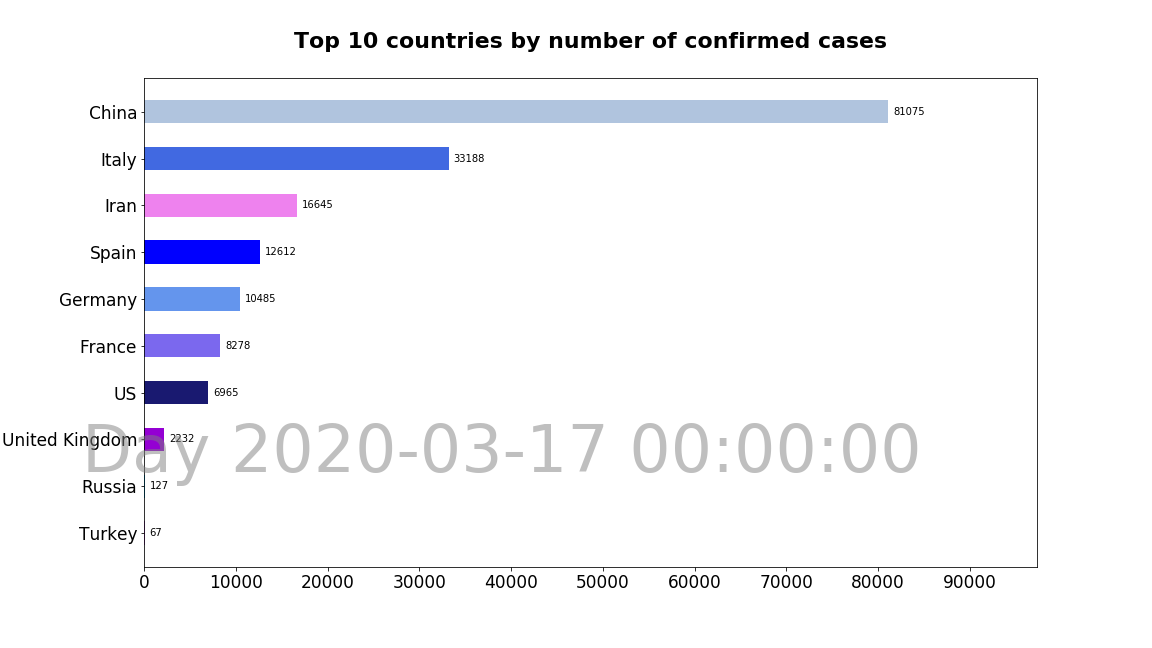 Top 10 countries by number of confirmed cases
China 81075
Italy 33188
Iran 16645
Spain 12612
Germany 10485
France 8278
US 6965
United Kingdom 2232
Day 2020-03-17 00:00:00
Russia 127
Turkey 67
0 10000 20000 30000 40000 50000 60000 70000 80000 90000